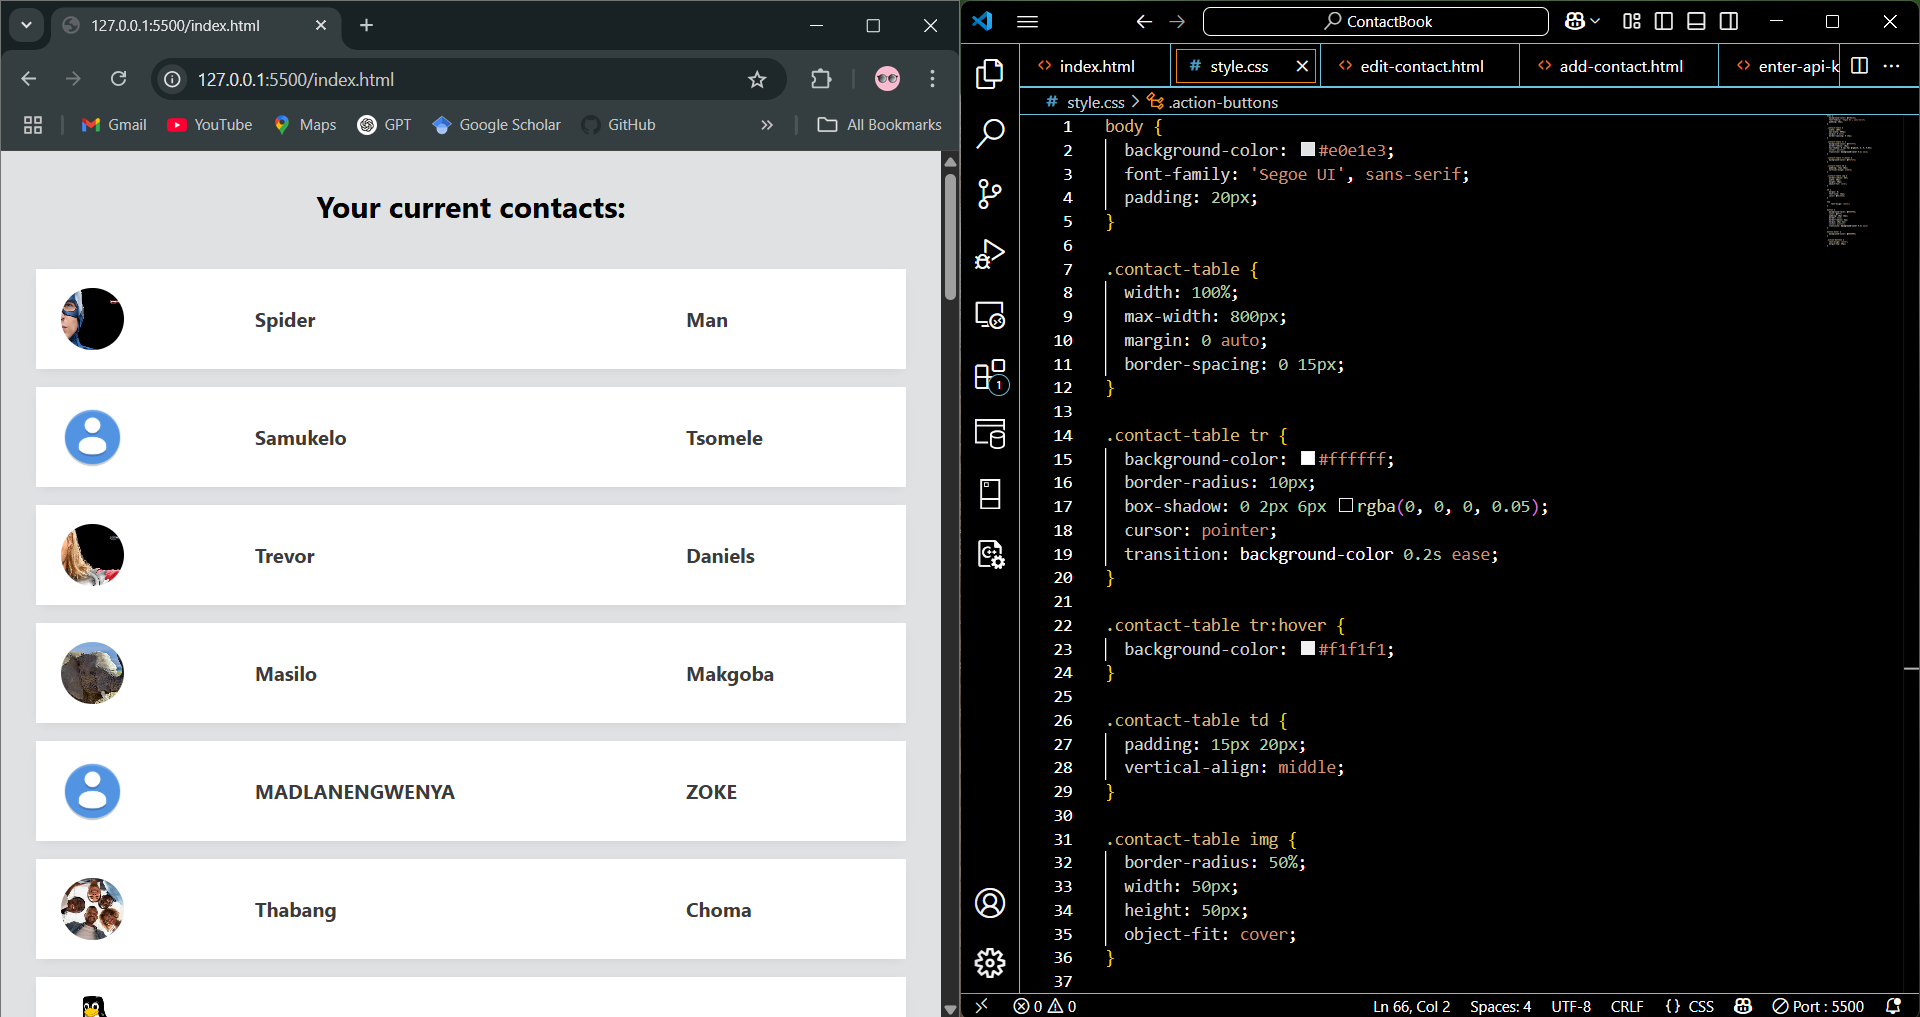 127.0.0.1:5500/index.html
127.0.0.1:5500/index.html
Gmail YouTube Maps GPT Google Scholar GitHub All Bookmarks
Your current contacts:
Spider Man
Samukelo Tsomele
Trevor Daniels
Masilo Makgoba
MADLANENGWENYA ZOKE
Thabang Choma
ContactBook
index.html # style.css edit-contact.html add-contact.html enter-api-k
# style.css > .action-buttons
1 body {
2 background-color: #e0e1e3;
3 font-family: 'Segoe UI', sans-serif;
4 padding: 20px;
5 }
6
7 .contact-table {
8 width: 100%;
9 max-width: 800px;
10 margin: 0 auto;
11 border-spacing: 0 15px;
12 }
13
14 .contact-table tr {
15 background-color: #ffffff;
16 border-radius: 10px;
17 box-shadow: 0 2px 6px rgba(0, 0, 0, 0.05);
18 cursor: pointer;
19 transition: background-color 0.2s ease;
20 }
21
22 .contact-table tr:hover {
23 background-color: #f1f1f1;
24 }
25
26 .contact-table td {
27 padding: 15px 20px;
28 vertical-align: middle;
29 }
30
31 .contact-table img {
32 border-radius: 50%;
33 width: 50px;
34 height: 50px;
35 object-fit: cover;
36 }
37
1
0 0 Ln 66, Col 2 Spaces: 4 UTF-8 CRLF {} CSS Port : 5500